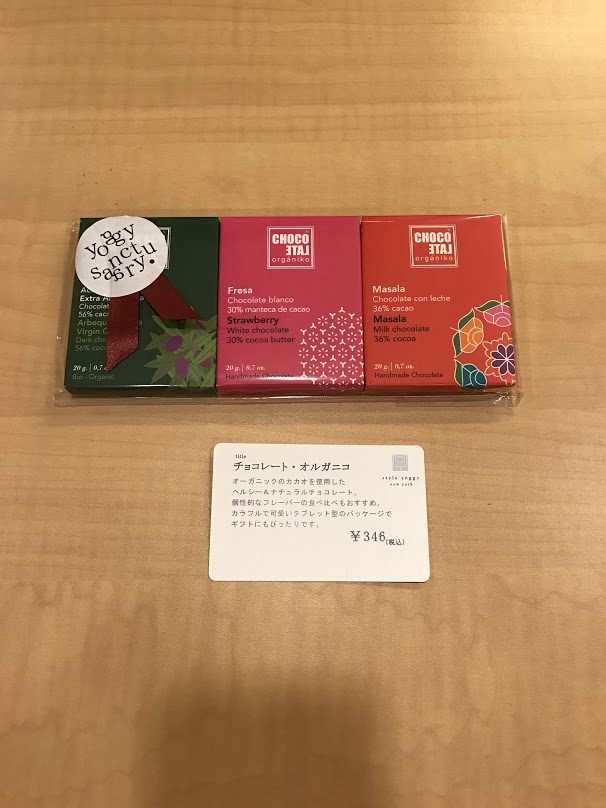 yoggy
sanctu
ary.
Extra
56% cac
Arbequ
Virgin O
Dark cho
56% coc
20 g. | 0,7 oz.
Bio - Organic
CHOCO
LATE
orgániko
Fresa
Chocolate blanco
30% manteca de cacao
Strawberry
White chocolate
30% cocoa butter
20 g. | 0,7 oz.
Handmade Chocolate
CHOCO
LATE
orgániko
Masala
Chocolate con leche
36% cacao
Masala
Milk chocolate
36% cocoa
20 g. | 0,7 oz.
Handmade Chocolate
title
チョコレート・オルガニコ
オーガニックのカカオを使用した
ヘルシー&ナチュラルチョコレート。
個性的なフレーバーの食べ比べもおすすめ。
カラフルで可愛いタブレット型のパッケージで
ギフトにもぴったりです。
¥346(税込)
style yoggy
new york